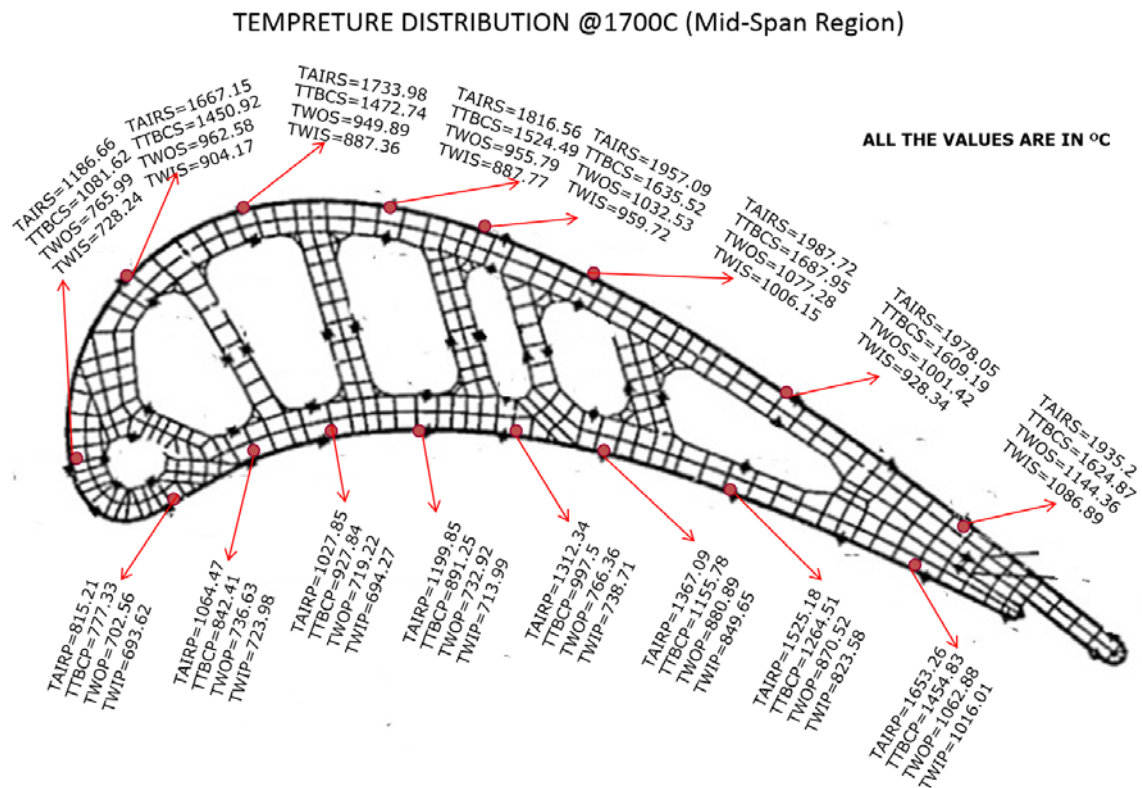 TEMPRETURE DISTRIBUTION @1700C (Mid-Span Region)
ALL THE VALUES ARE IN ºC
TAIRS=1186.66
TTBCS=1081.62
TWOS=765.99
TWIS=728.24
TAIRS=1667.15
TTBCS=1450.92
TWOS=962.58
TWIS=904.17
TAIRS=1733.98
TTBCS=1472.74
TWOS=949.89
TWIS=887.36
TAIRS=1816.56
TTBCS=1524.49
TWOS=955.79
TWIS=887.77
TAIRS=1957.09
TTBCS=1635.52
TWOS=1032.53
TWIS=959.72
TAIRS=1987.72
TTBCS=1687.95
TWOS=1077.28
TWIS=1006.15
TAIRS=1978.05
TTBCS=1609.19
TWOS=1001.42
TWIS=928.34
TAIRS=1935.2
TTBCS=1624.87
TWOS=1144.36
TWIS=1086.89
TAIRP=815.21
TTBCP=777.33
TWOP=702.56
TWIP=693.62
TAIRP=1064.47
TTBCP=842.41
TWOP=736.63
TWIP=723.98
TAIRP=1027.85
TTBCP=927.84
TWOP=719.22
TWIP=694.27
TAIRP=1199.85
TTBCP=891.25
TWOP=732.92
TWIP=713.99
TAIRP=1312.34
TTBCP=997.5
TWOP=766.36
TWIP=738.71
TAIRP=1367.09
TTBCP=1155.78
TWOP=880.89
TWIP=849.65
TAIRP=1525.18
TTBCP=1264.51
TWOP=870.52
TWIP=823.58
TAIRP=1653.26
TTBCP=1454.83
TWOP=1062.88
TWIP=1016.01